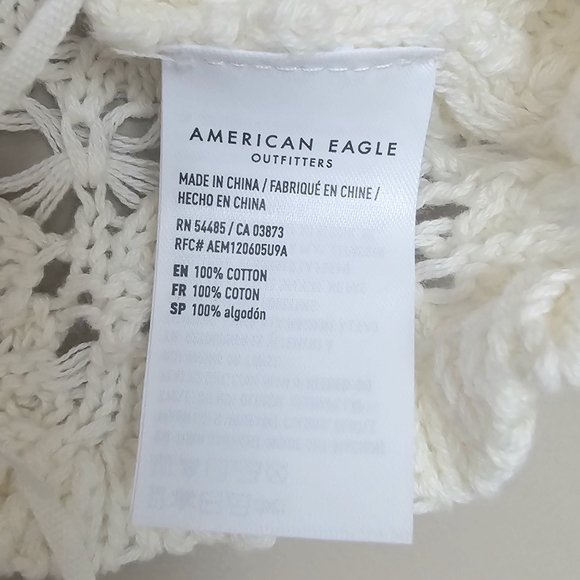 AMERICAN EAGLE
OUTFITTERS
MADE IN CHINA / FABRIQUÉ EN CHINE /
HECHO EN CHINA
RN 54485 / CA 03873
RFC# AEM120605U9A
EN 100% COTTON
FR 100% COTON
SP 100% algodón